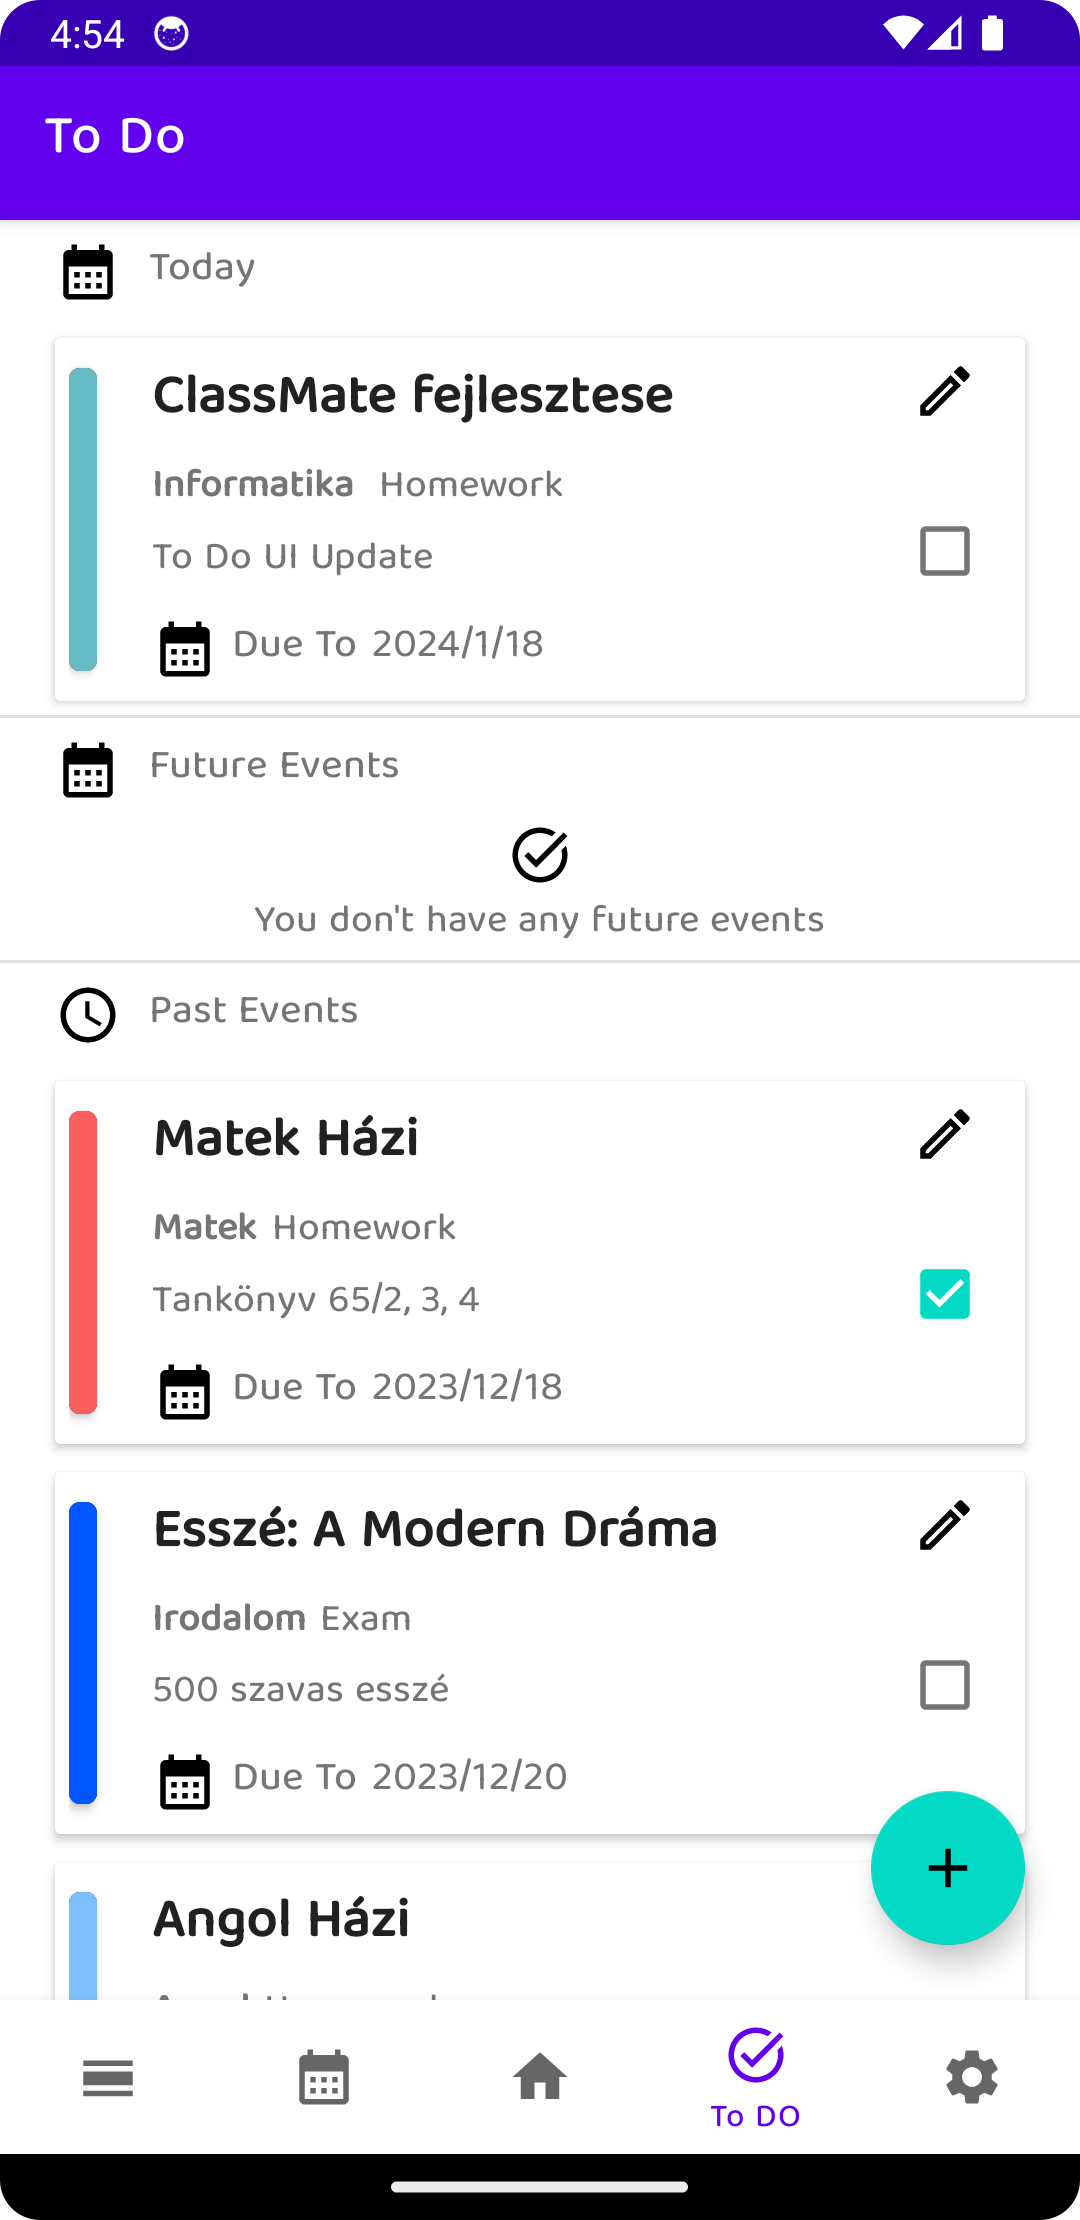 4:54
To Do
Today
ClassMate fejlesztese
Informatika Homework
To Do UI Update
Due To 2024/1/18
Future Events
You don't have any future events
Past Events
Matek Házi
Matek Homework
Tankönyv 65/2, 3, 4
Due To 2023/12/18
Esszé: A Modern Dráma
Irodalom Exam
500 szavas esszé
Due To 2023/12/20
Angol Házi
To DO